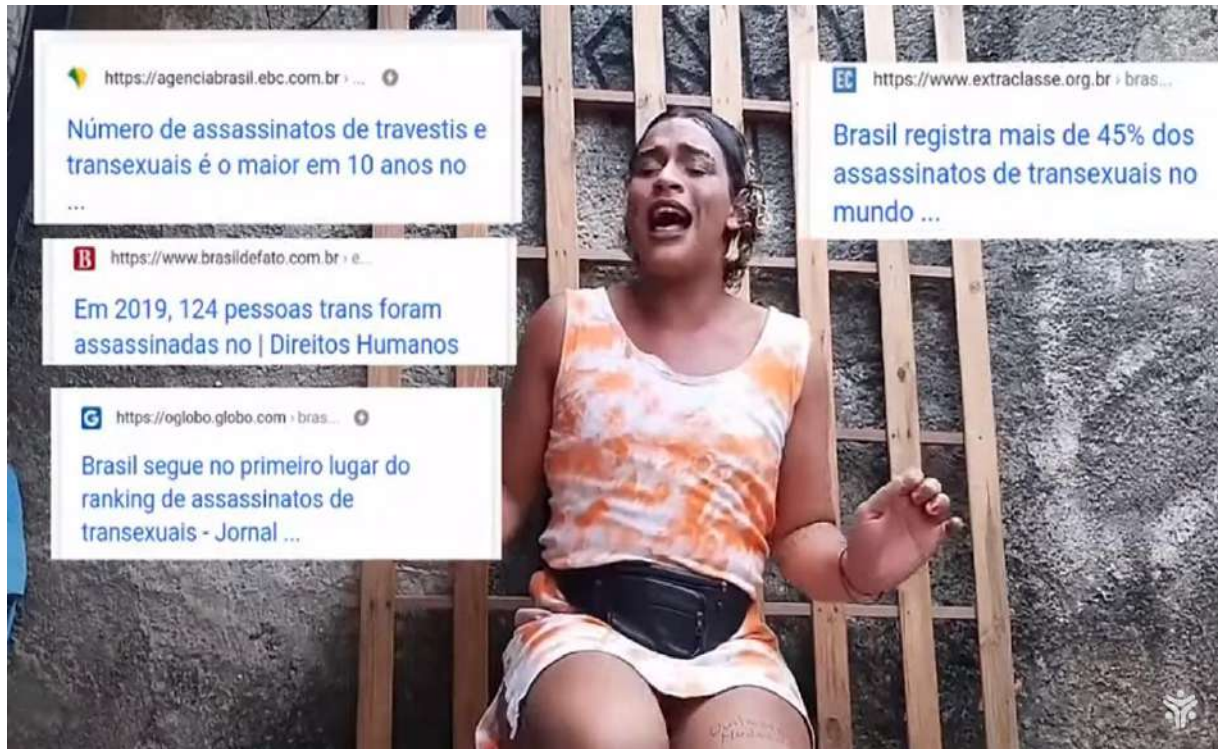 https://agenciabrasil.ebc.com.br › ...
Número de assassinatos de travestis e
transexuais é o maior em 10 anos no
...
B https://www.brasildefato.com.br › e...
Em 2019, 124 pessoas trans foram
assassinadas no | Direitos Humanos
G https://oglobo.globo.com › bras...
Brasil segue no primeiro lugar do
ranking de assassinatos de
transexuais - Jornal ...
EC https://www.extraclasse.org.br › bras...
Brasil registra mais de 45% dos
assassinatos de transexuais no
mundo ...